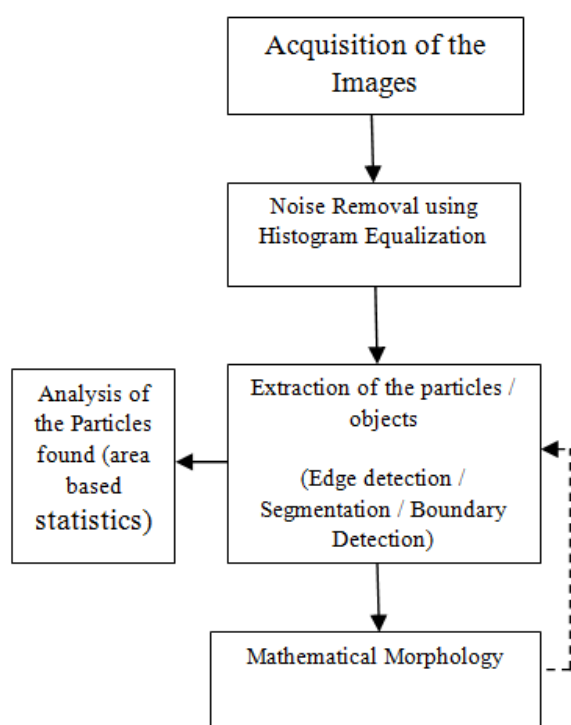 Acquisition of the
Images
Noise Removal using
Histogram Equalization
Extraction of the particles /
objects
(Edge detection /
Segmentation / Boundary
Detection)
Analysis of
the Particles
found (area
based
statistics)
Mathematical Morphology